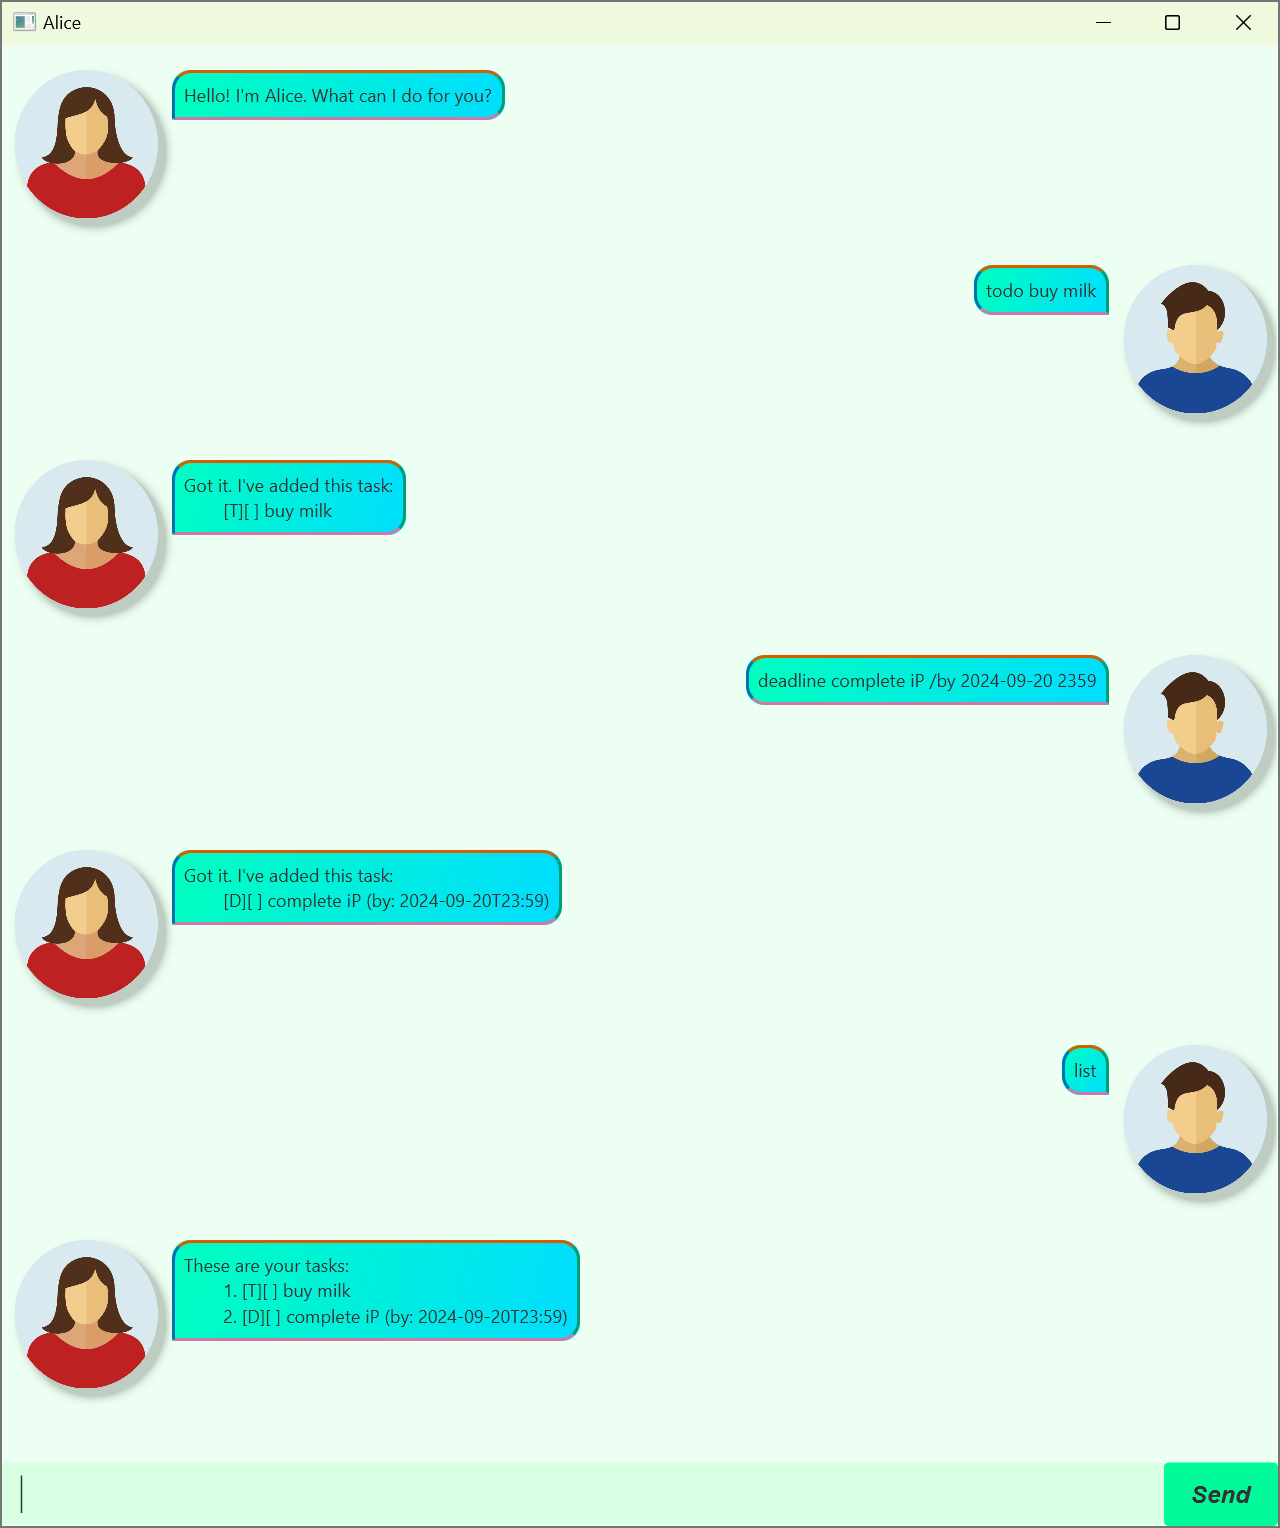 Alice
Hello! I'm Alice. What can I do for you?
todo buy milk
Got it. I've added this task:
[T][ ] buy milk
deadline complete iP /by 2024-09-20 2359
Got it. I've added this task:
[D][ ] complete iP (by: 2024-09-20T23:59)
list
These are your tasks:
1. [T][ ] buy milk
2. [D][ ] complete iP (by: 2024-09-20T23:59)
Send